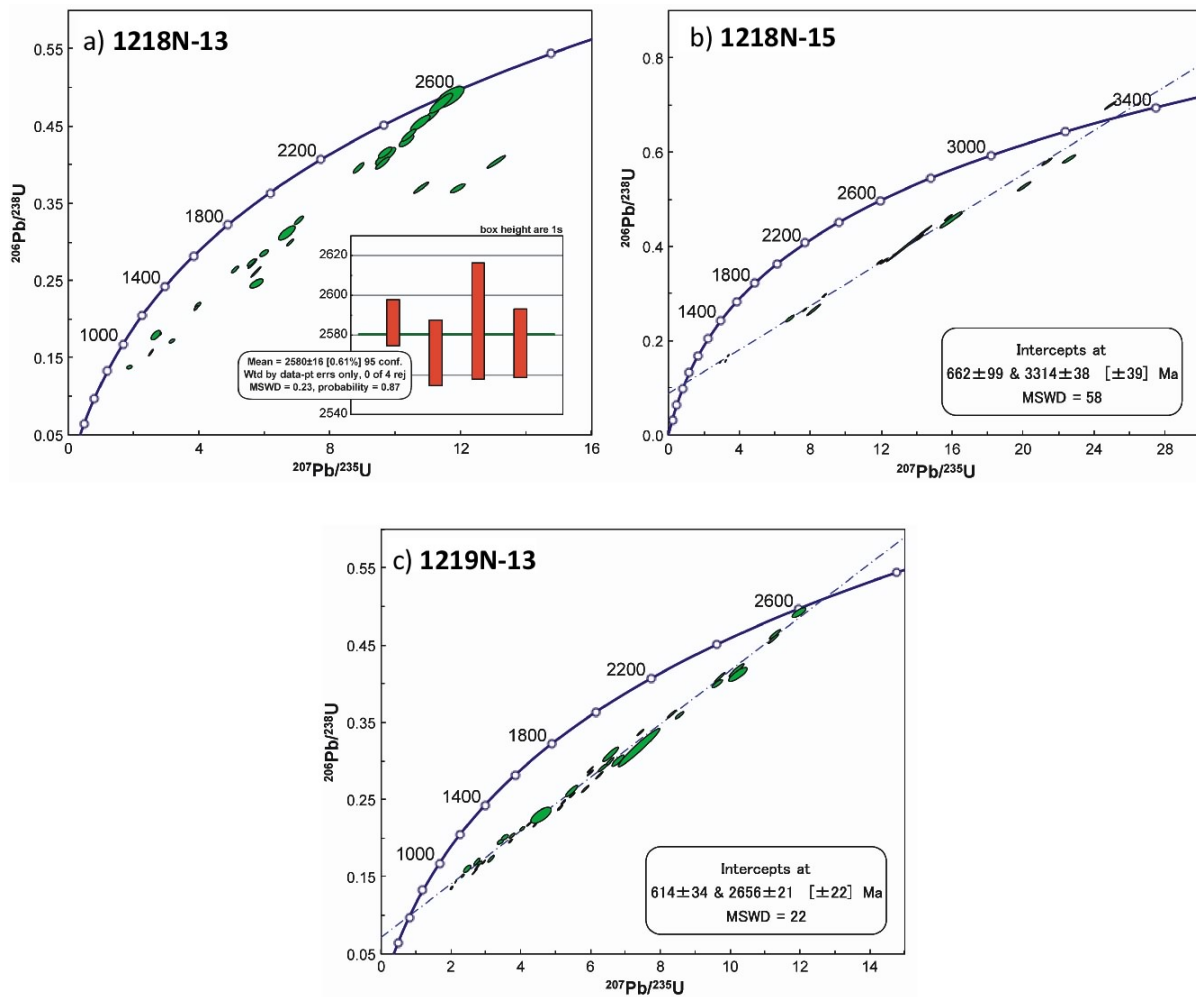 a) 1218N-13
0.55
0.45
0.35
0.25
0.15
0.05
206Pb/238U
1000
1400
1800
2200
2600
box height are 1s
2620
2600
2580
2540
Mean = 2580±16 [0.61%] 95 conf.
Wtd by data-pt errs only, 0 of 4 rej
MSWD = 0.23, probability = 0.87
0 4 8 12 16
207Pb/235U
b) 1218N-15
0.8
0.6
0.4
0.2
0.0
206Pb/238U
1400
1800
2200
2600
3000
3400
Intercepts at
662±99 & 3314±38 [±39] Ma
MSWD = 58
0 4 8 12 16 20 24 28
207Pb/235U
c) 1219N-13
0.55
0.45
0.35
0.25
0.15
0.05
206Pb/238U
1000
1400
1800
2200
2600
Intercepts at
614±34 & 2656±21 [±22] Ma
MSWD = 22
0 2 4 6 8 10 12 14
207Pb/235U